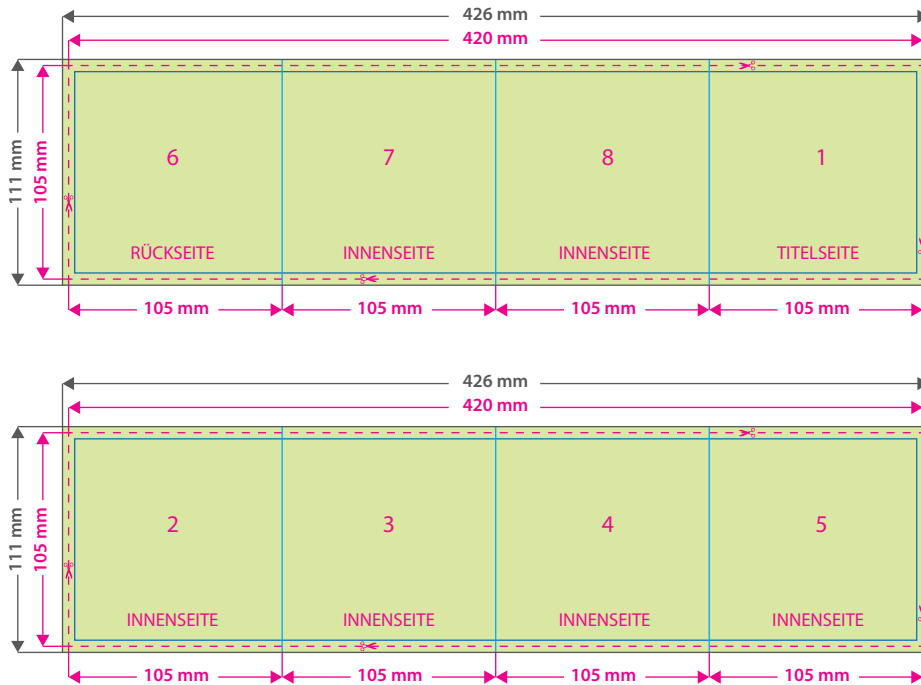 426 mm
420 mm
111 mm
105 mm
6 7 8 1
RÜCKSEITE INNENSEITE INNENSEITE TITELSEITE
105 mm 105 mm 105 mm 105 mm
426 mm
420 mm
111 mm
105 mm
2 3 4 5
INNENSEITE INNENSEITE INNENSEITE INNENSEITE
105 mm 105 mm 105 mm 105 mm